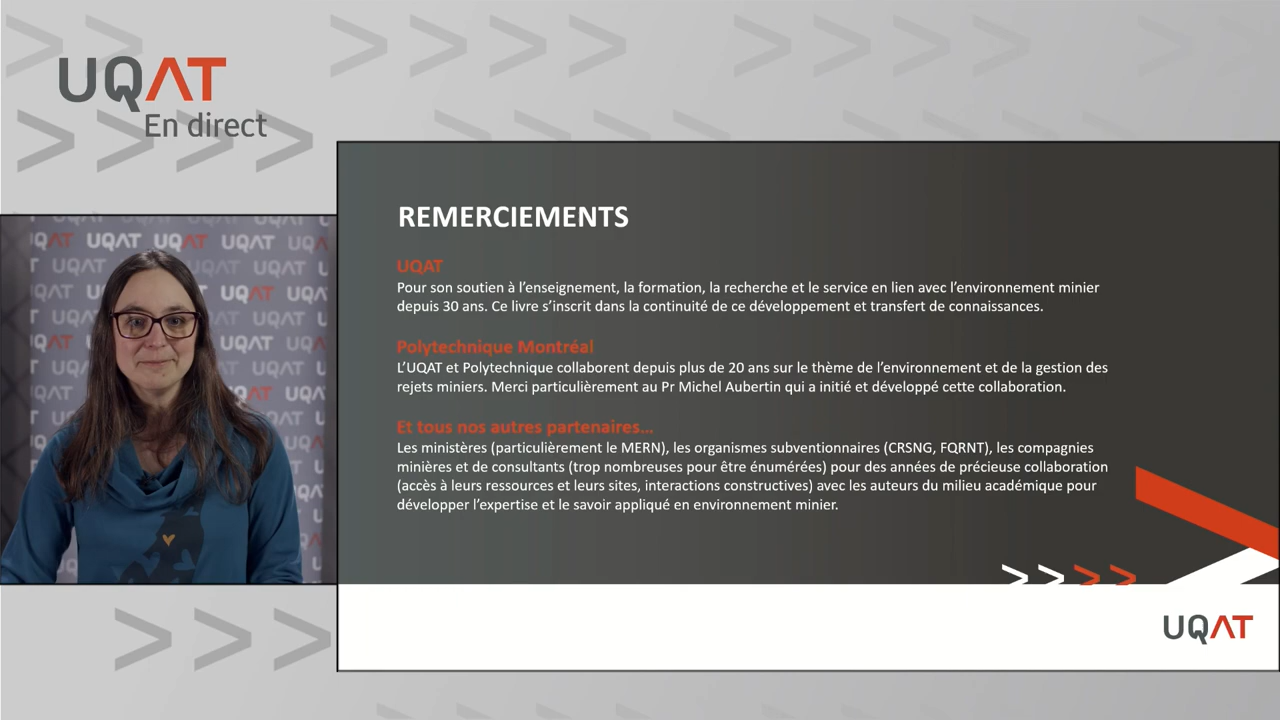 UQAT
En direct
UQAT UQAT UQAT UQAT
REMERCIEMENTS
UQAT
Pour son soutien à l'enseignement, la formation, la recherche et le service en lien avec l'environnement minier
depuis 30 ans. Ce livre s'inscrit dans la continuité de ce développement et transfert de connaissances.
Polytechnique Montréal
L'UQAT et Polytechnique collaborent depuis plus de 20 ans sur le thème de l'environnement et de la gestion des
rejets miniers. Merci particulièrement au Pr Michel Aubertin qui a initié et développé cette collaboration.
Et tous nos autres partenaires...
Les ministères (particulièrement le MERN), les organismes subventionnaires (CRSNG, FQRNT), les compagnies
minières et de consultants (trop nombreuses pour être énumérées) pour des années de précieuse collaboration
(accès à leurs ressources et leurs sites, interactions constructives) avec les auteurs du milieu académique pour
développer l'expertise et le savoir appliqué en environnement minier.
UQAT